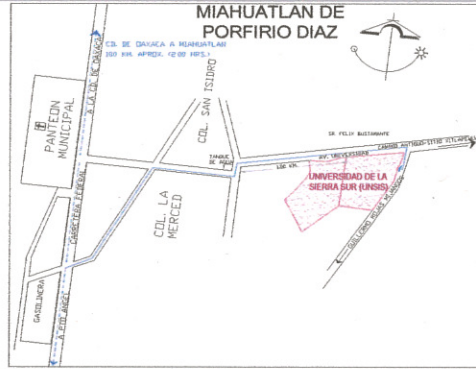 MIAHUATLAN DE
PORFIRIO DIAZ
CD. DE OAXACA A MIAHUATLAN
100 KM. APROX. (2:00 HRS.)
A LA CD. DE OAXACA
PANTEON
MUNICIPAL
COL. SAN ISIDRO
SR FELIX BUSTAMANTE
TANQUE
DE AGUA
AV. UNIVERSIDAD
UNIVERSIDAD DE LA
SIERRA SUR (UNSIS)
GUILLERMO ROJAS
COL. LA
MERCED
CARRETERA FEDERAL
GASOLINERA
A PTO ANGEL